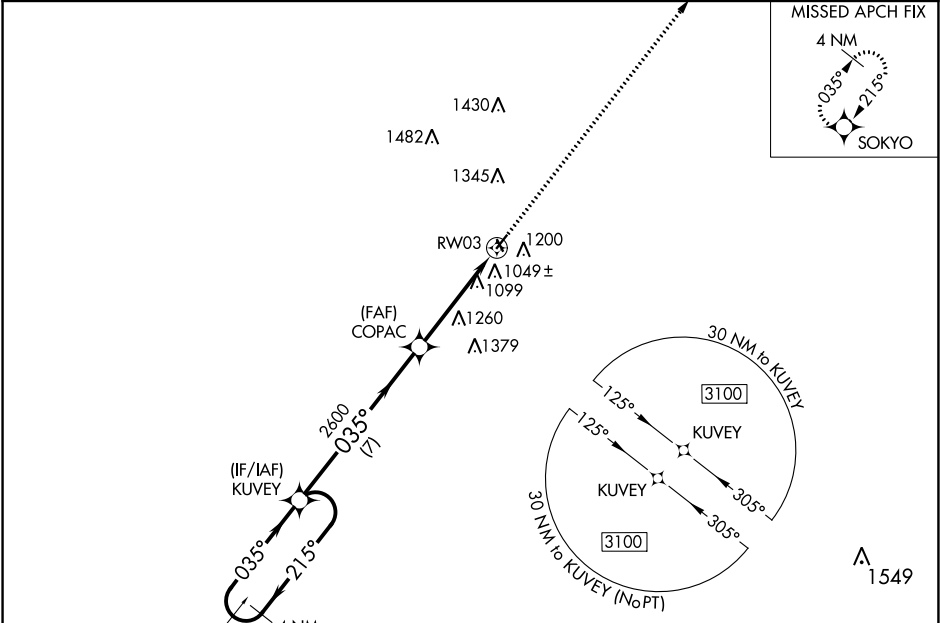 MISSED APCH FIX
4 NM
035°
215°
SOKYO
1430
1482
1345
RW03
1200
1049±
1099
(FAF)
COPAC
1260
1379
2600
035°
(7)
(IF/IAF)
KUVEY
035°
215°
4 NM
30 NM to KUVEY
3100
125°
KUVEY
305°
125°
KUVEY
305°
3100
30 NM to KUVEY (NoPT)
1549